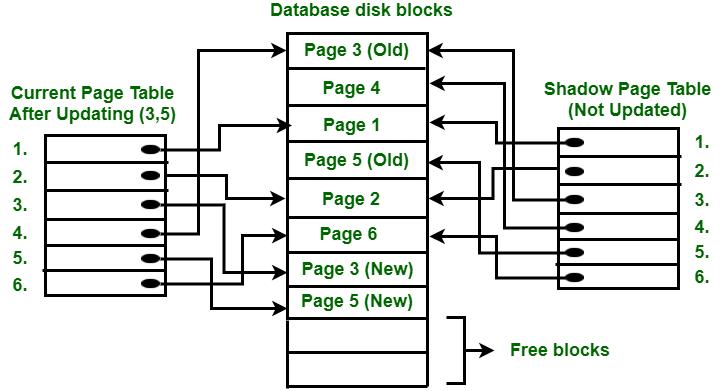 Database disk blocks
Current Page Table
After Updating (3,5)
1.
2.
3.
4.
5.
6.
Page 3 (Old)
Page 4
Page 1
Page 5 (Old)
Page 2
Page 6
Page 3 (New)
Page 5 (New)
Shadow Page Table
(Not Updated)
1.
2.
3.
4.
5.
6.
Free blocks